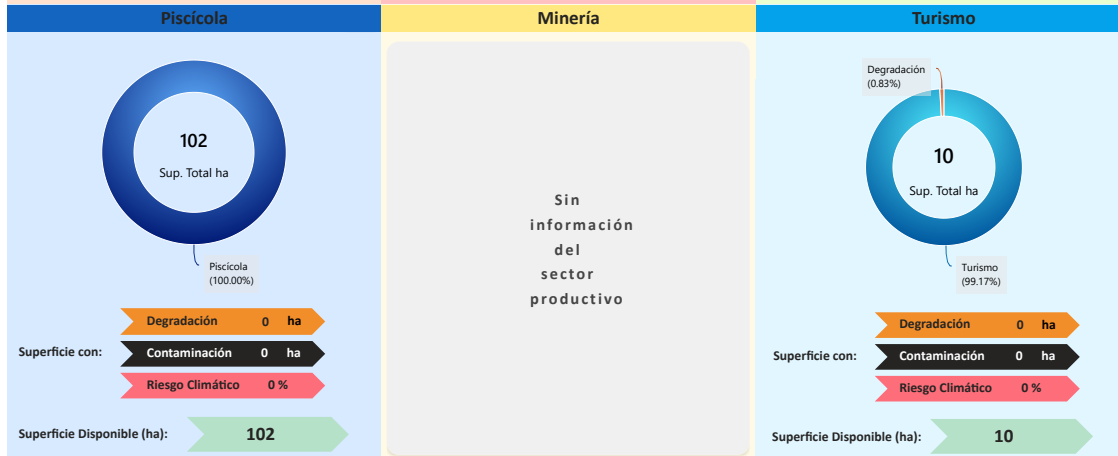 Piscícola
102
Sup. Total ha
Piscícola
(100.00%)
Superficie con:
Degradación 0 ha
Contaminación 0 ha
Riesgo Climático 0 %
Superficie Disponible (ha): 102
Minería
Sin
información
del
sector
productivo
Turismo
Degradación
(0.83%)
10
Sup. Total ha
Turismo
(99.17%)
Superficie con:
Degradación 0 ha
Contaminación 0 ha
Riesgo Climático 0 %
Superficie Disponible (ha): 10